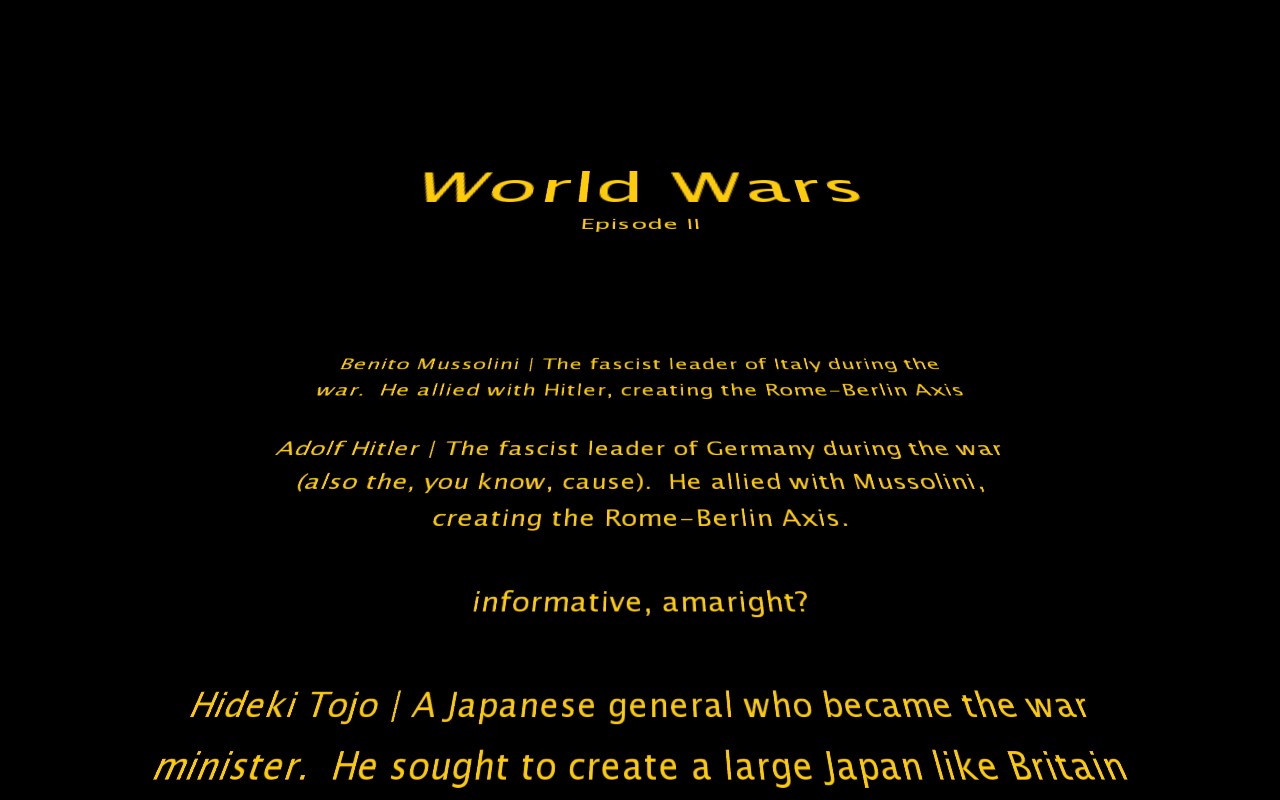 World Wars
Episode II
Benito Mussolini | The fascist leader of Italy during the
war.  He allied with Hitler, creating the Rome-Berlin Axis
Adolf Hitler | The fascist leader of Germany during the war
(also the, you know, cause).  He allied with Mussolini,
creating the Rome-Berlin Axis.
informative, amaright?
Hideki Tojo | A Japanese general who became the war
minister.  He sought to create a large Japan like Britain